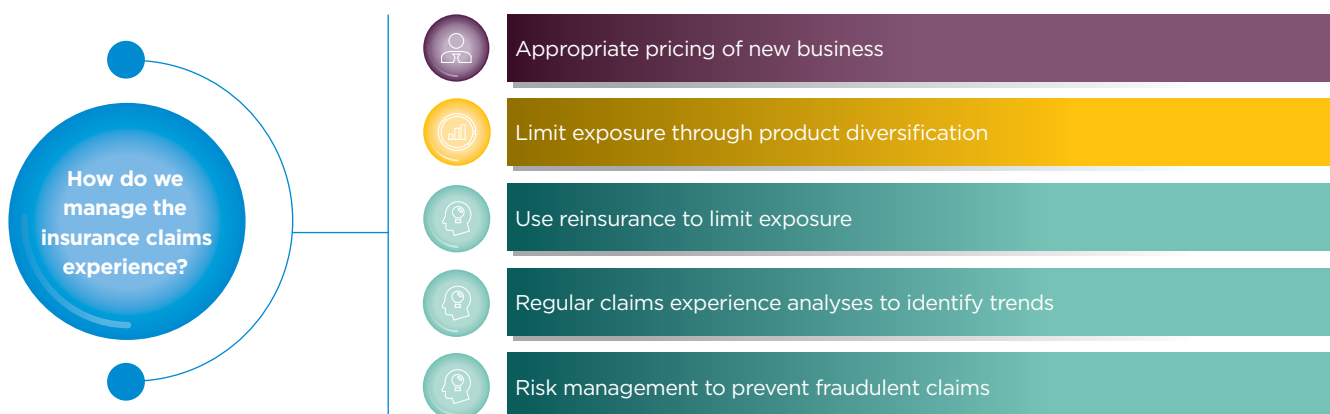 How do we
manage the
insurance claims
experience?
Appropriate pricing of new business
Limit exposure through product diversification
Use reinsurance to limit exposure
Regular claims experience analyses to identify trends
Risk management to prevent fraudulent claims